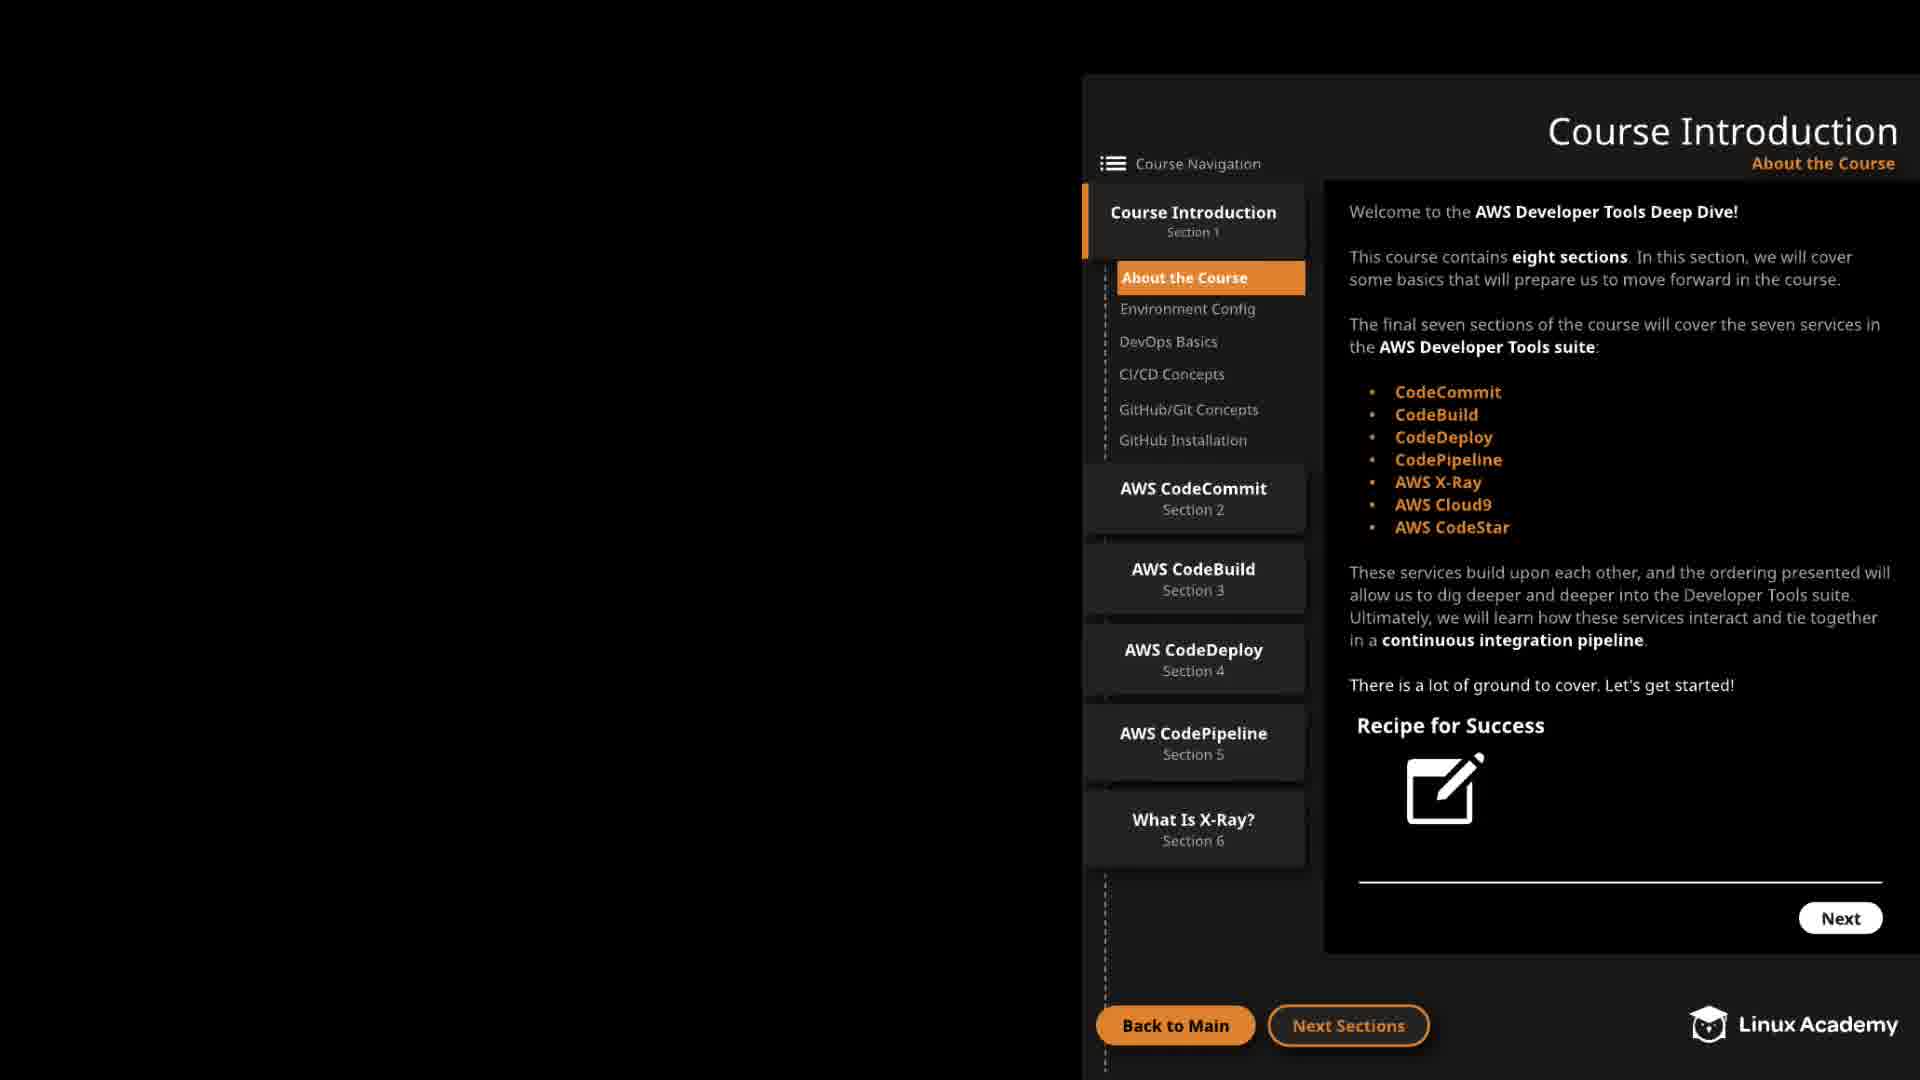 Course Introduction
About the Course
Course Navigation
Course Introduction
Section 1
About the Course
Environment Config
DevOps Basics
CI/CD Concepts
GitHub/Git Concepts
GitHub Installation
AWS CodeCommit
Section 2
AWS CodeBuild
Section 3
AWS CodeDeploy
Section 4
AWS CodePipeline
Section 5
What Is X-Ray?
Section 6
Welcome to the AWS Developer Tools Deep Dive!
This course contains eight sections. In this section, we will cover
some basics that will prepare us to move forward in the course.
The final seven sections of the course will cover the seven services in
the AWS Developer Tools suite:
• CodeCommit
• CodeBuild
• CodeDeploy
• CodePipeline
• AWS X-Ray
• AWS Cloud9
• AWS CodeStar
These services build upon each other, and the ordering presented will
allow us to dig deeper and deeper into the Developer Tools suite.
Ultimately, we will learn how these services interact and tie together
in a continuous integration pipeline.
There is a lot of ground to cover. Let's get started!
Recipe for Success
Next
Back to Main
Next Sections
Linux Academy